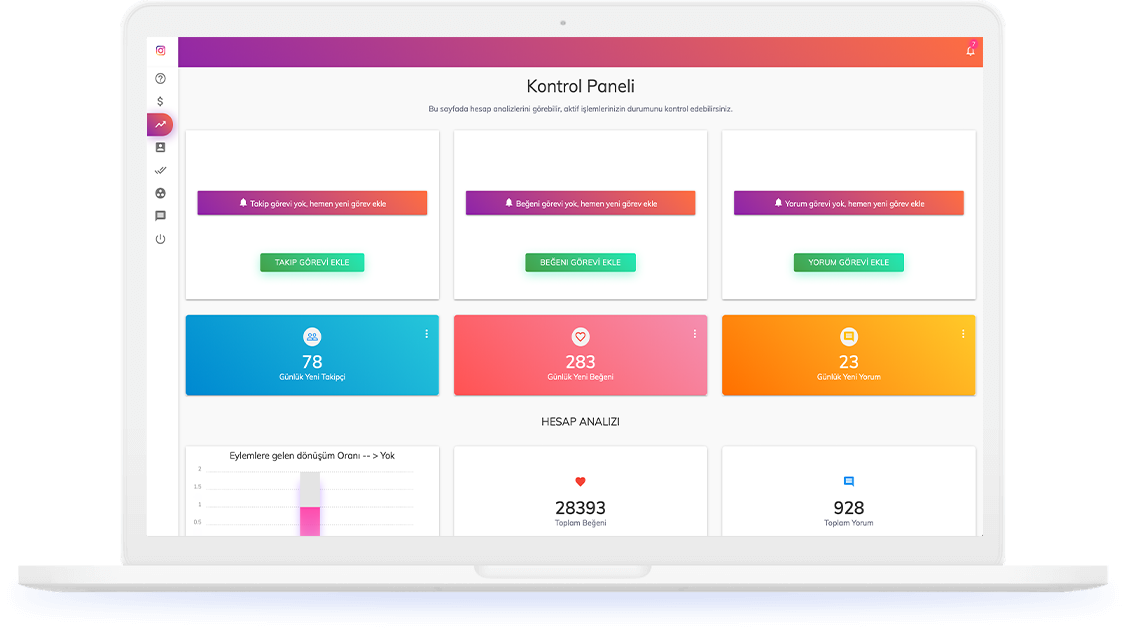 7
Kontrol Paneli
Bu sayfada hesap analizlerini görebilir, aktif işlemlerinizin durumunu kontrol edebilirsiniz.
Takip görevi yok, hemen yeni görev ekle
Beğeni görevi yok, hemen yeni görev ekle
Yorum görevi yok, hemen yeni görev ekle
TAKIP GÖREVİ EKLE
BEĞENI GÖREVİ EKLE
YORUM GÖREVİ EKLE
78
Günlük Yeni Takipçi
283
Günlük Yeni Beğeni
23
Günlük Yeni Yorum
HESAP ANALIZI
Eylemlere gelen dönüşüm Oranı -- > Yok
2
1.5
1
0.5
28393
Toplam Beğeni
928
Toplam Yorum